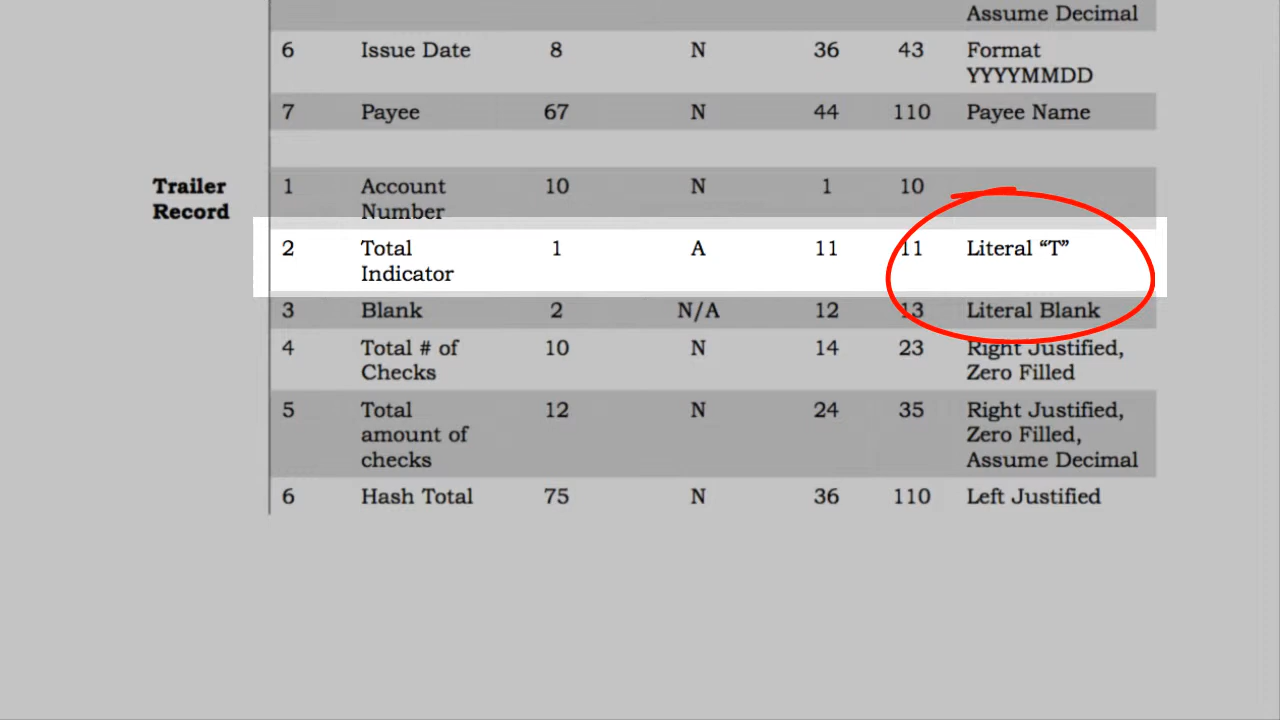 Assume Decimal
6 Issue Date 8 N 36 43 Format
YYYYMMDD
7 Payee 67 N 44 110 Payee Name
Trailer 1 Account 10 N 1 10
Record Number
2 Total 1 A 11 11 Literal “T”
Indicator
3 Blank 2 N/A 12 13 Literal Blank
4 Total # of 10 N 14 23 Right Justified,
Checks Zero Filled
5 Total 12 N 24 35 Right Justified,
amount of Zero Filled,
checks Assume Decimal
6 Hash Total 75 N 36 110 Left Justified